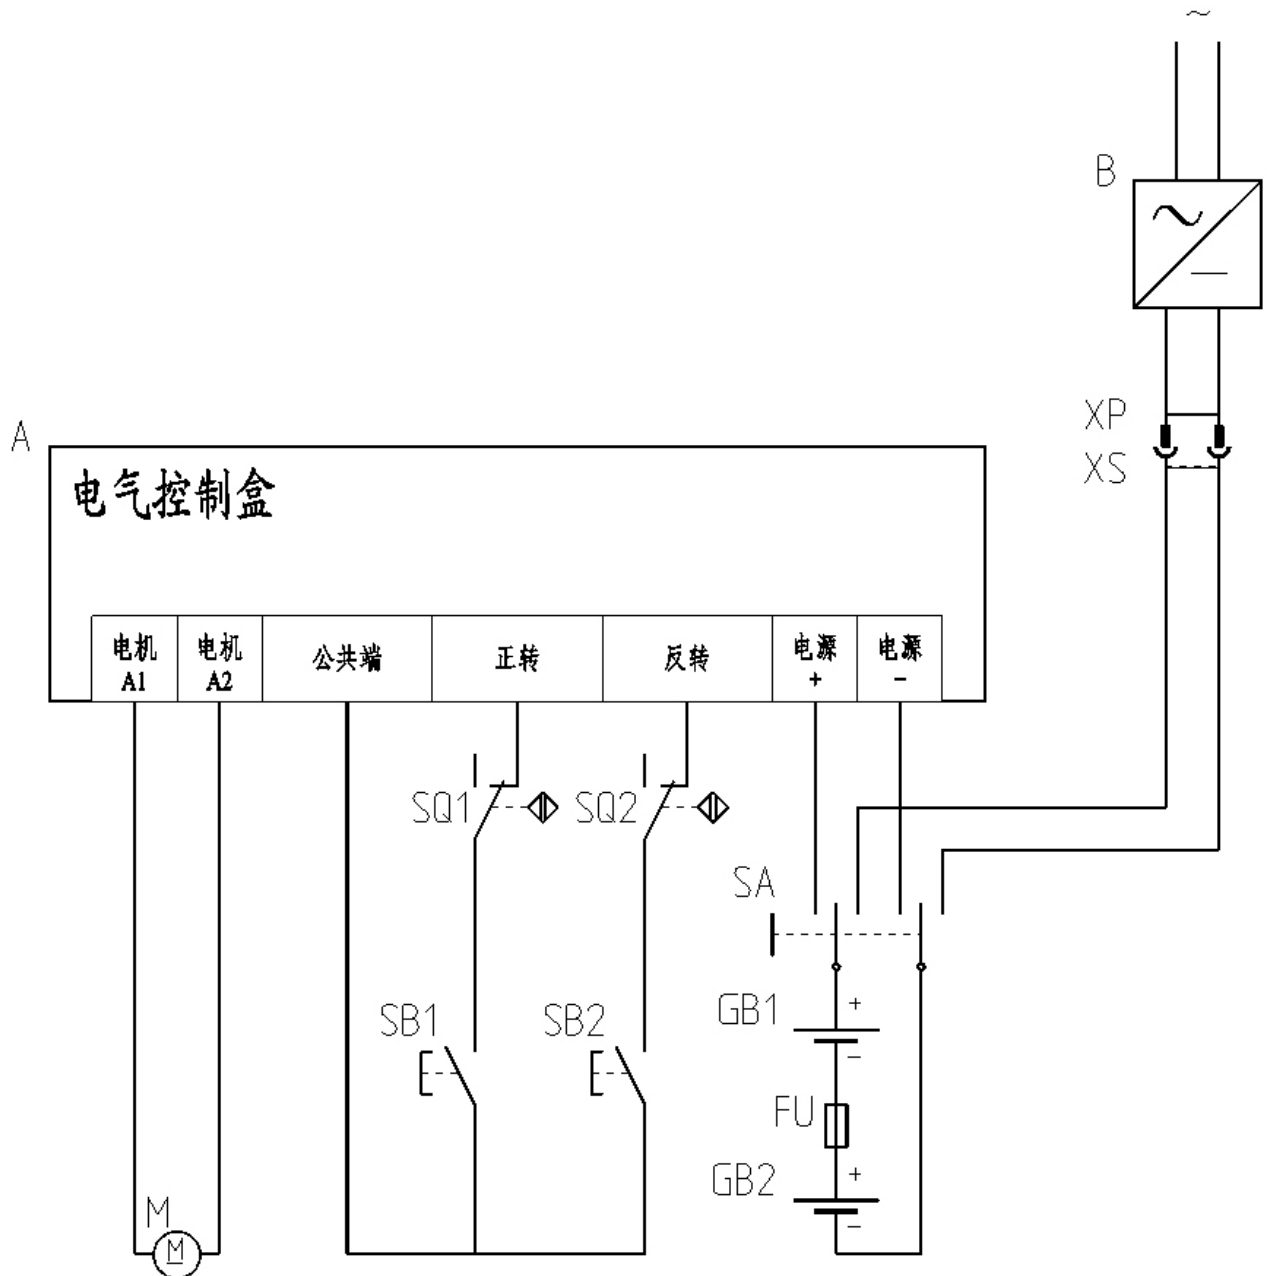 ~
B
XP
XS
A
电气控制盒
电机 A1
电机 A2
公共端
正转
反转
电源 +
电源 -
SQ1
SQ2
SA
GB1
+
-
SB1
SB2
FU
GB2
+
-
M
M